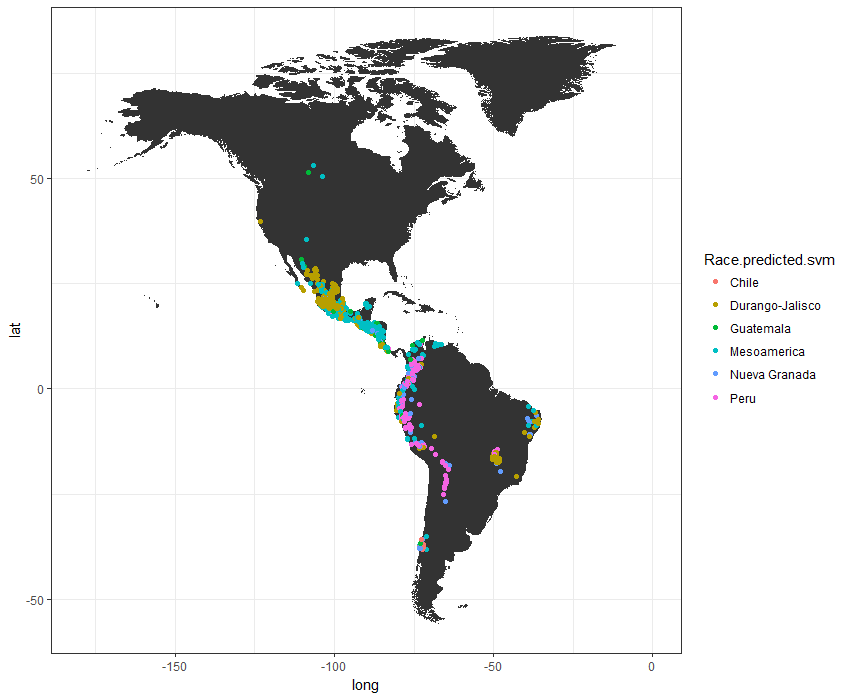 50
0
-50
lat
-150
-100
-50
0
long
Race.predicted.svm
Chile
Durango-Jalisco
Guatemala
Mesoamerica
Nueva Granada
Peru